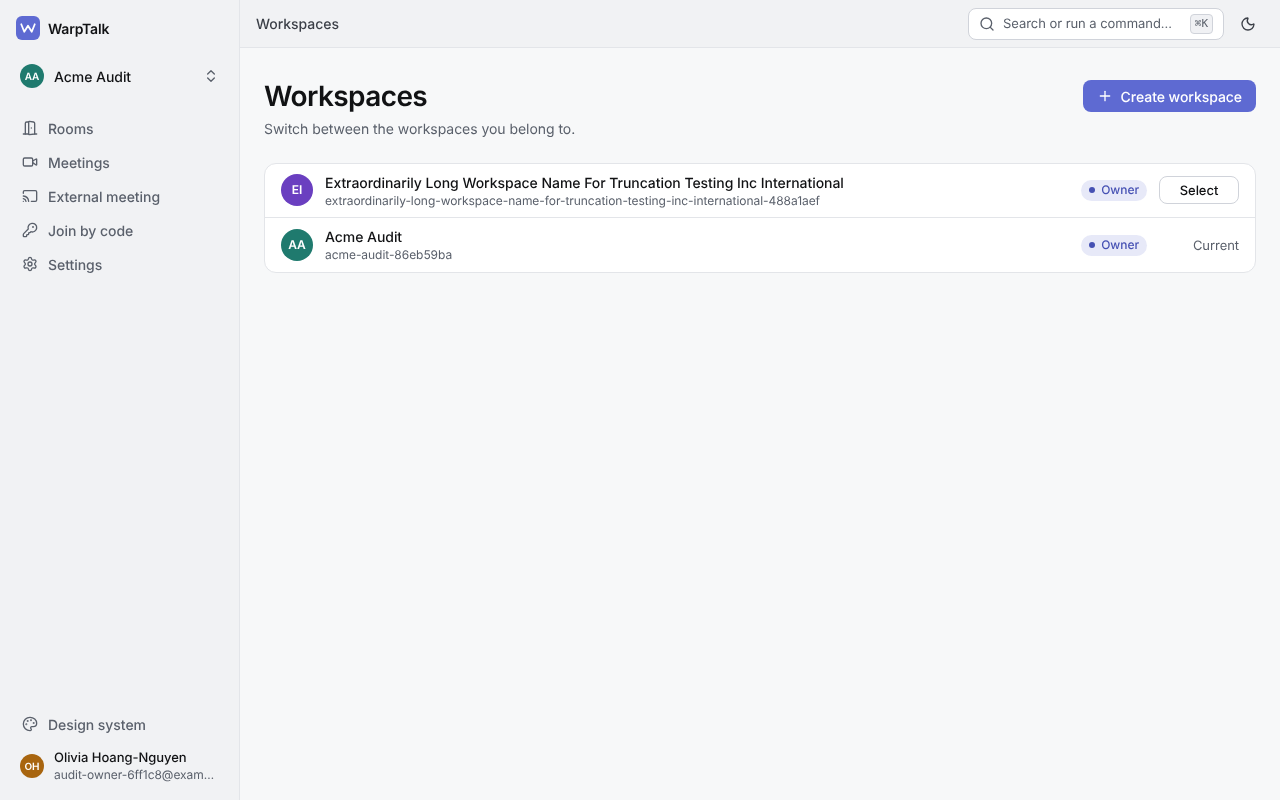 WarpTalk
AA
Acme Audit
Rooms
Meetings
External meeting
Join by code
Settings
Design system
OH
Olivia Hoang-Nguyen
audit-owner-6ff1c8@exam...
Workspaces
Search or run a command...
⌘K
Workspaces
Switch between the workspaces you belong to.
Create workspace
EI
Extraordinarily Long Workspace Name For Truncation Testing Inc International
extraordinarily-long-workspace-name-for-truncation-testing-inc-international-488a1aef
Owner
Select
AA
Acme Audit
acme-audit-86eb59ba
Owner
Current